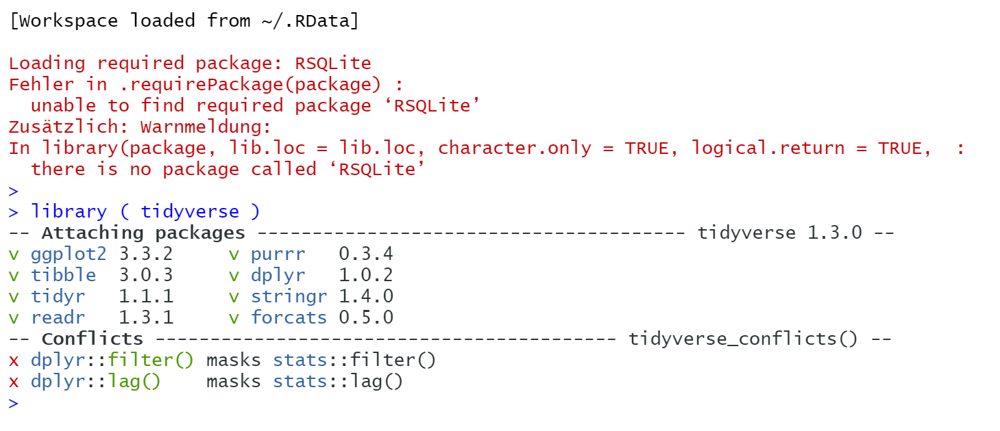 [Workspace loaded from ~/.RData]
Loading required package: RSQLite
Fehler in .requirePackage(package) :
  unable to find required package ‘RSQLite’
Zusätzlich: Warnmeldung:
In library(package, lib.loc = lib.loc, character.only = TRUE, logical.return = TRUE,  :
  there is no package called ‘RSQLite’
>
> library ( tidyverse )
-- Attaching packages --------------------------------------- tidyverse 1.3.0 --
v ggplot2 3.3.2     v purrr   0.3.4
v tibble  3.0.3     v dplyr   1.0.2
v tidyr   1.1.1     v stringr 1.4.0
v readr   1.3.1     v forcats 0.5.0
-- Conflicts ------------------------------------------ tidyverse_conflicts() --
x dplyr::filter() masks stats::filter()
x dplyr::lag()    masks stats::lag()
>